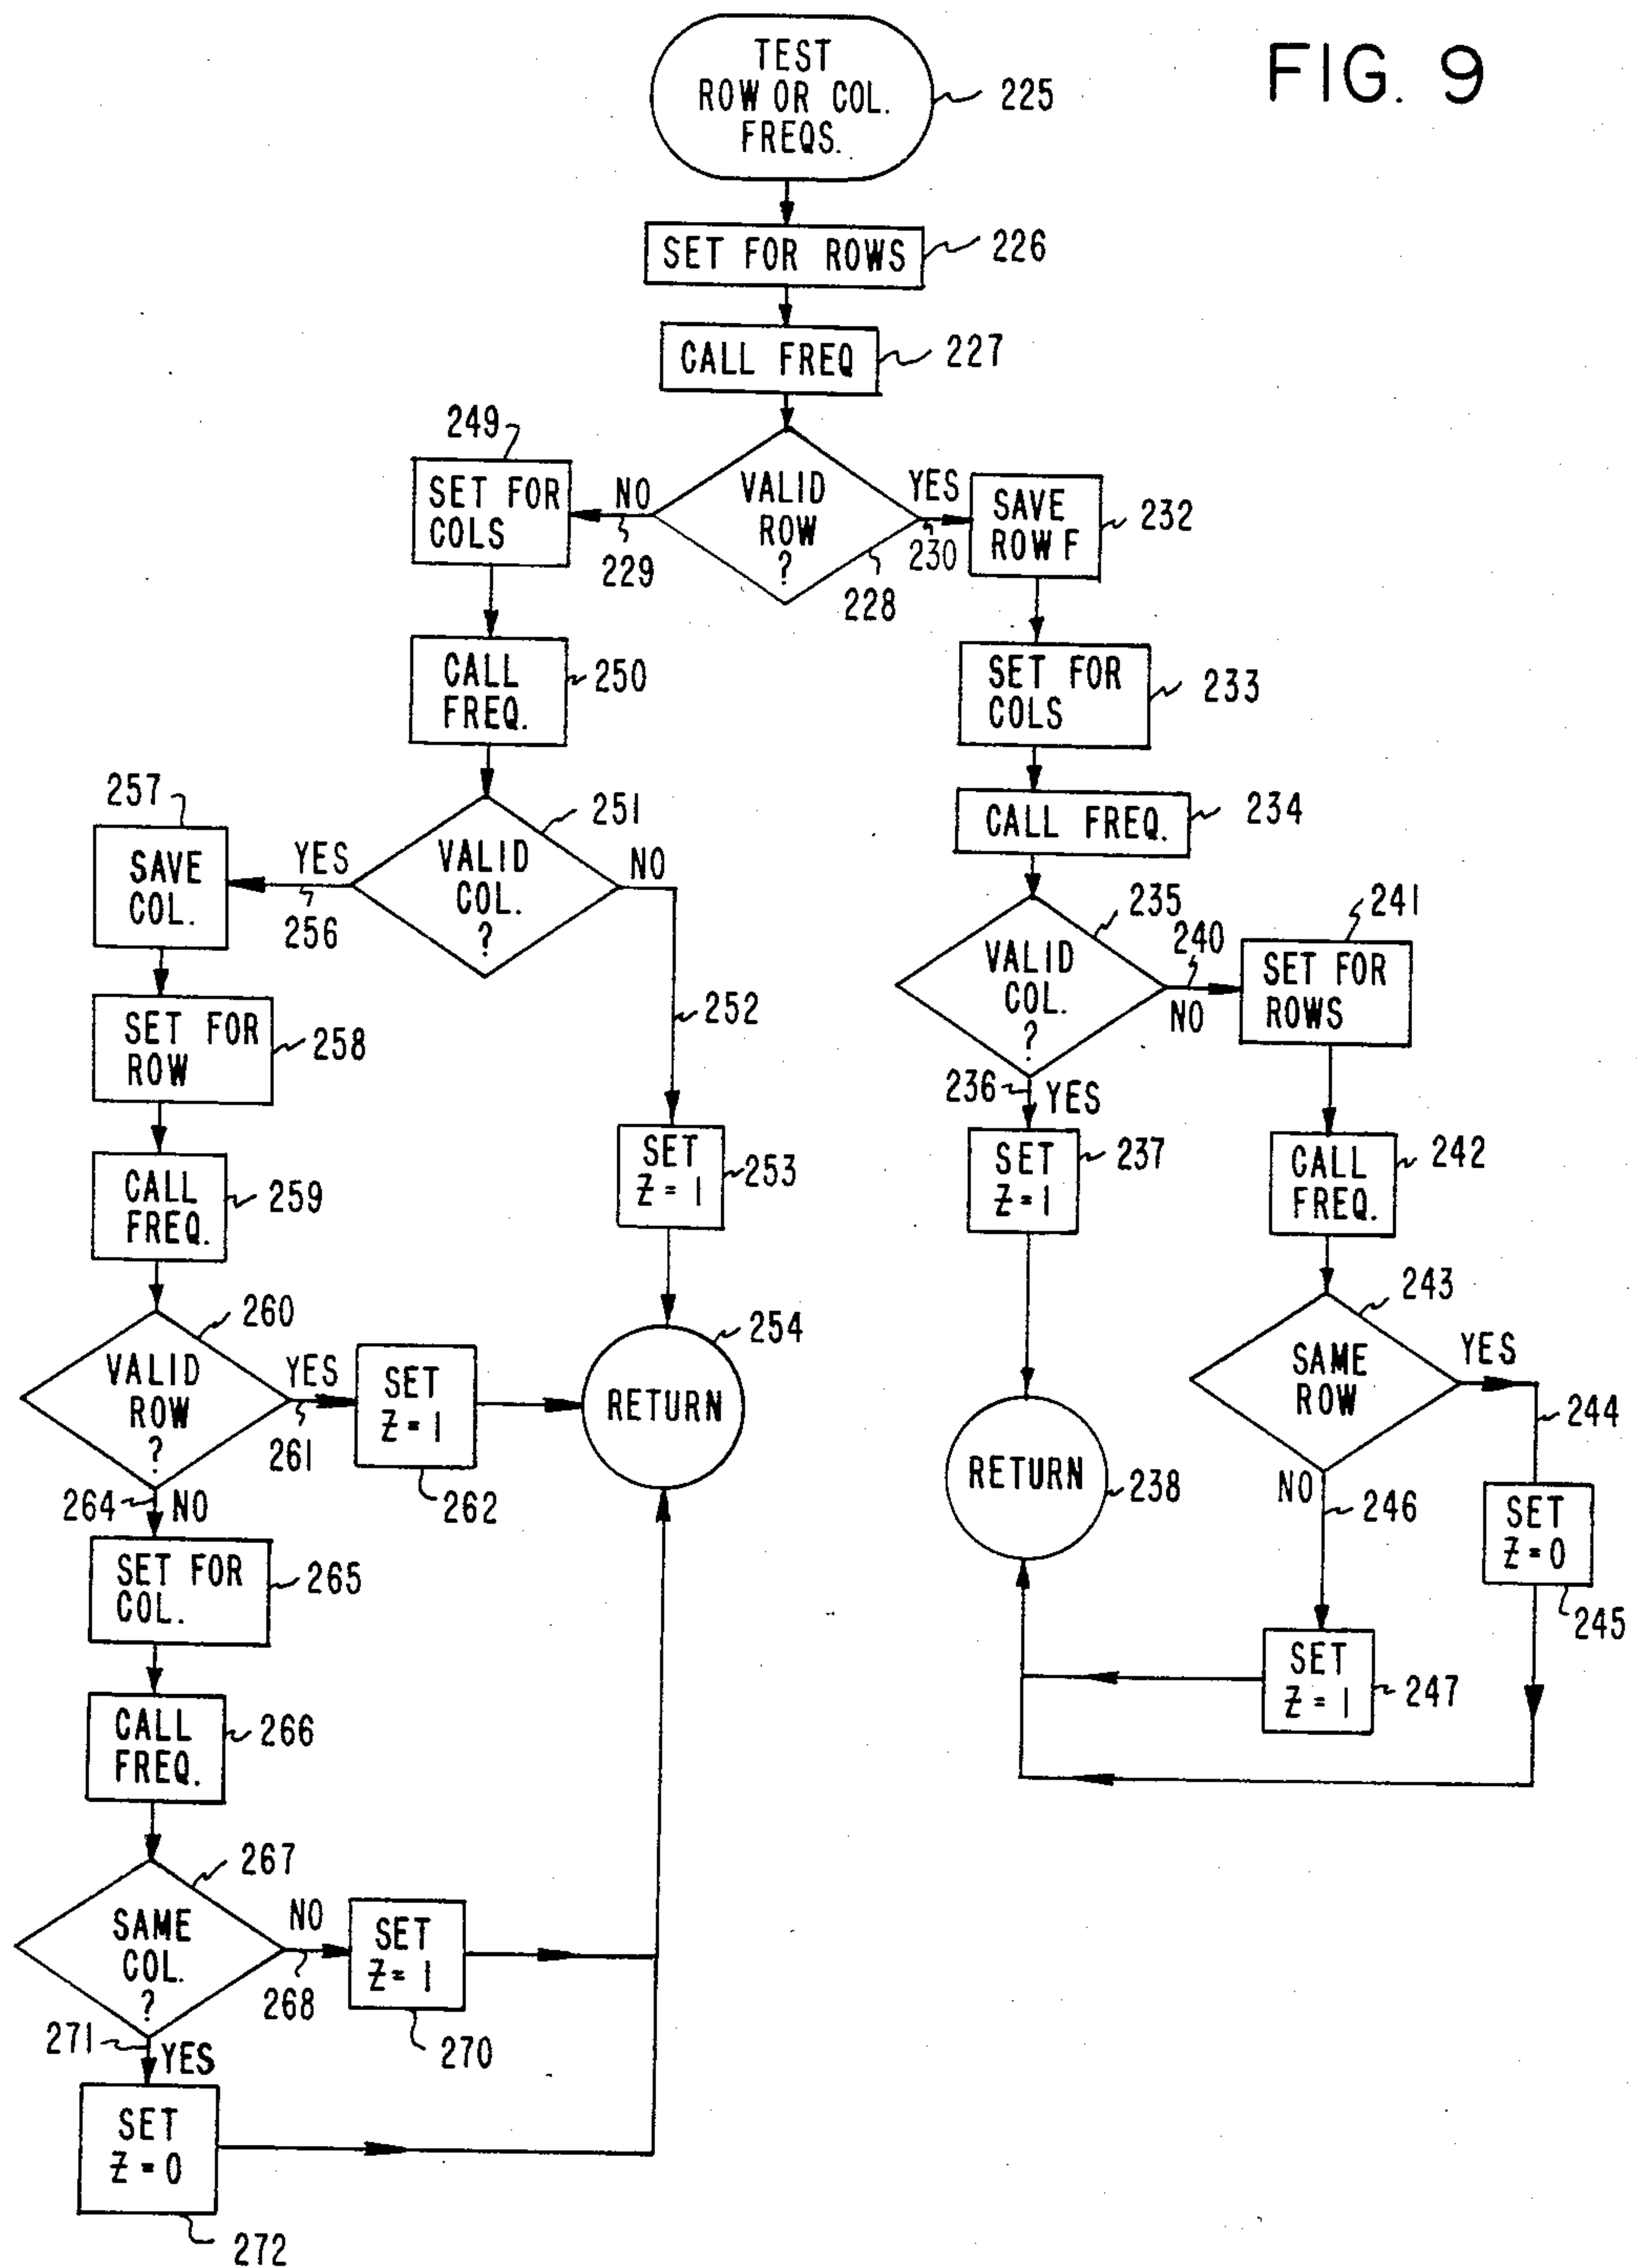 FIG. 9
TEST
ROW OR COL.
FREQS.
225
SET FOR ROWS
226
CALL FREQ
227
VALID
ROW
?
228
NO
229
YES
230
249
SET FOR
COLS
SAVE
ROW F
232
CALL
FREQ.
250
SET FOR
COLS
233
CALL FREQ.
234
VALID
COL.
?
251
YES
256
NO
252
257
SAVE
COL.
VALID
COL.
?
235
240
NO
241
SET FOR
ROWS
236
YES
SET FOR
ROW
258
SET
Z = 1
253
SET
Z = 1
237
CALL
FREQ.
242
CALL
FREQ.
259
VALID
ROW
?
260
YES
261
SET
Z = 1
262
RETURN
254
SAME
ROW
243
YES
244
RETURN
238
NO
246
SET
Z = 0
245
SET
Z = 1
247
264
NO
SET FOR
COL.
265
CALL
FREQ.
266
SAME
COL.
?
267
NO
268
SET
Z = 1
270
271
YES
SET
Z = 0
272